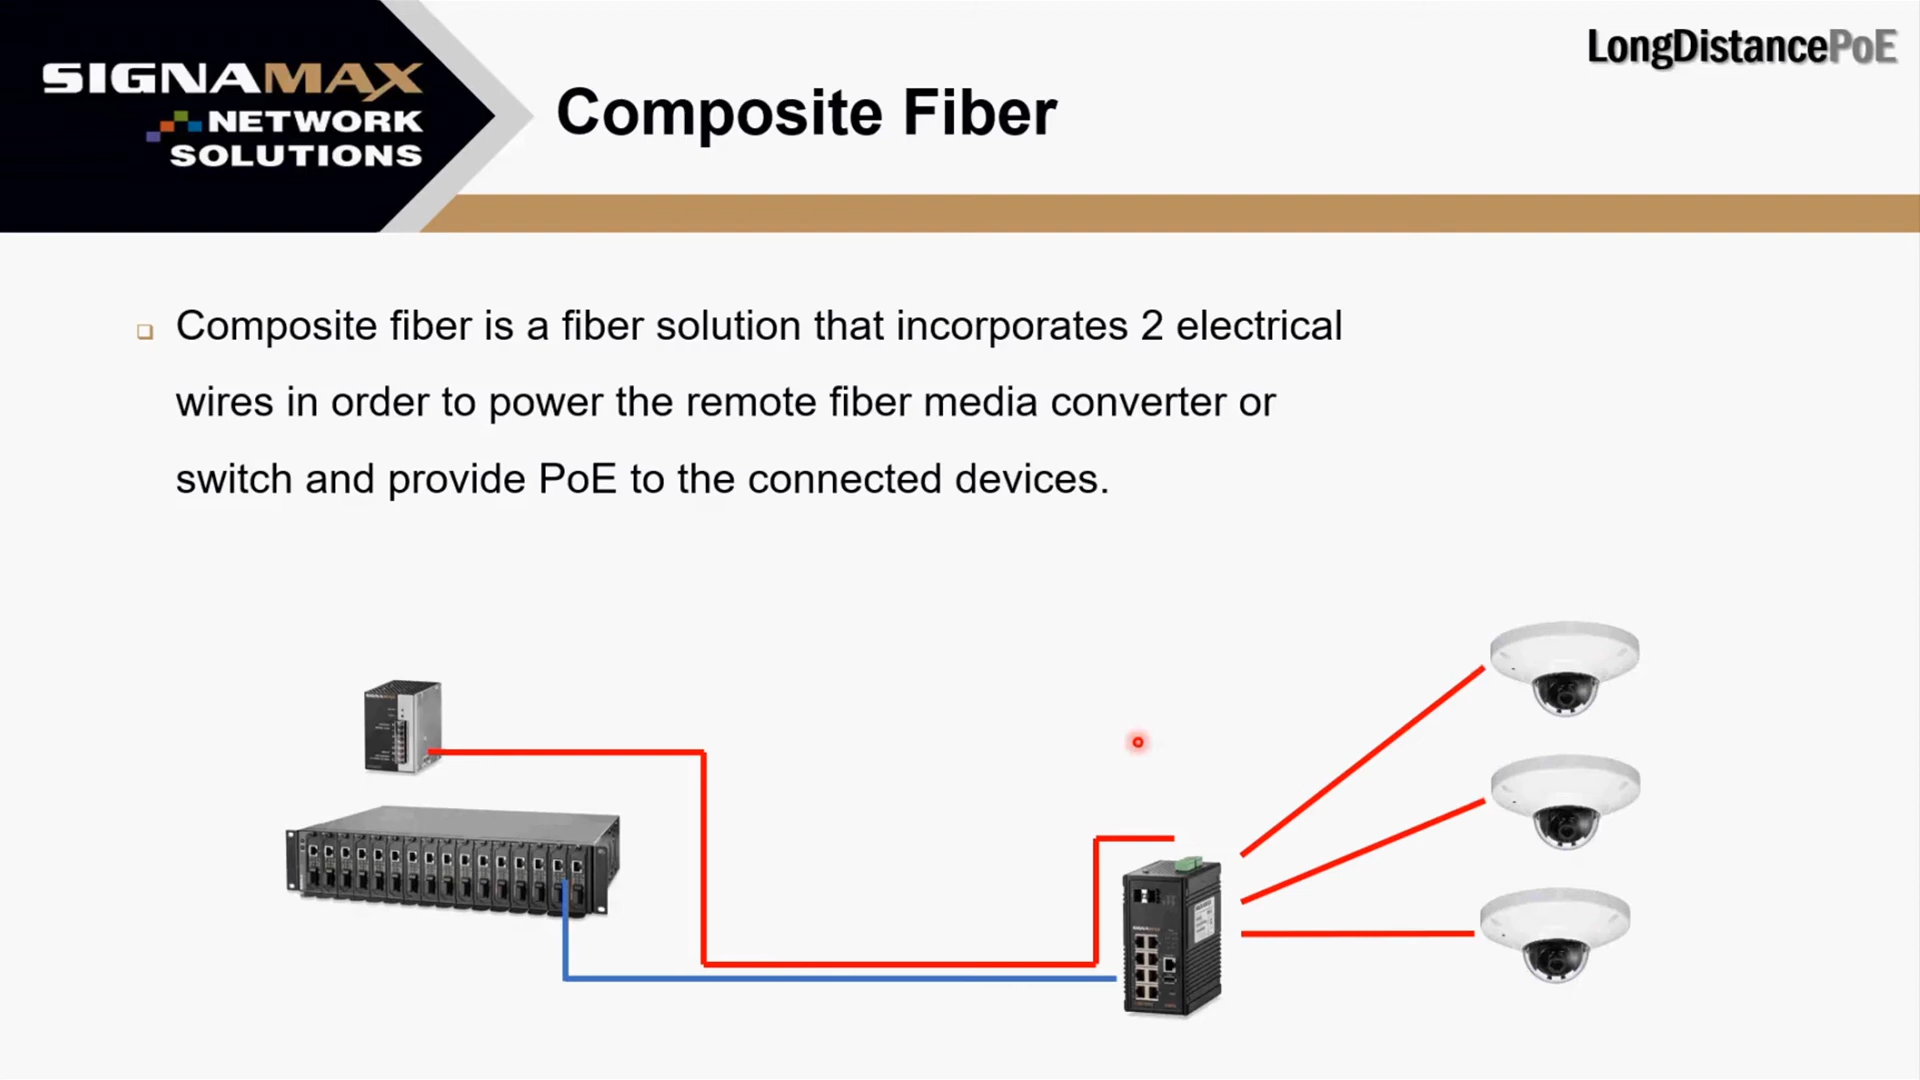 LongDistancePoE
SIGNAMAX
NETWORK
SOLUTIONS
Composite Fiber
Composite fiber is a fiber solution that incorporates 2 electrical
wires in order to power the remote fiber media converter or
switch and provide PoE to the connected devices.